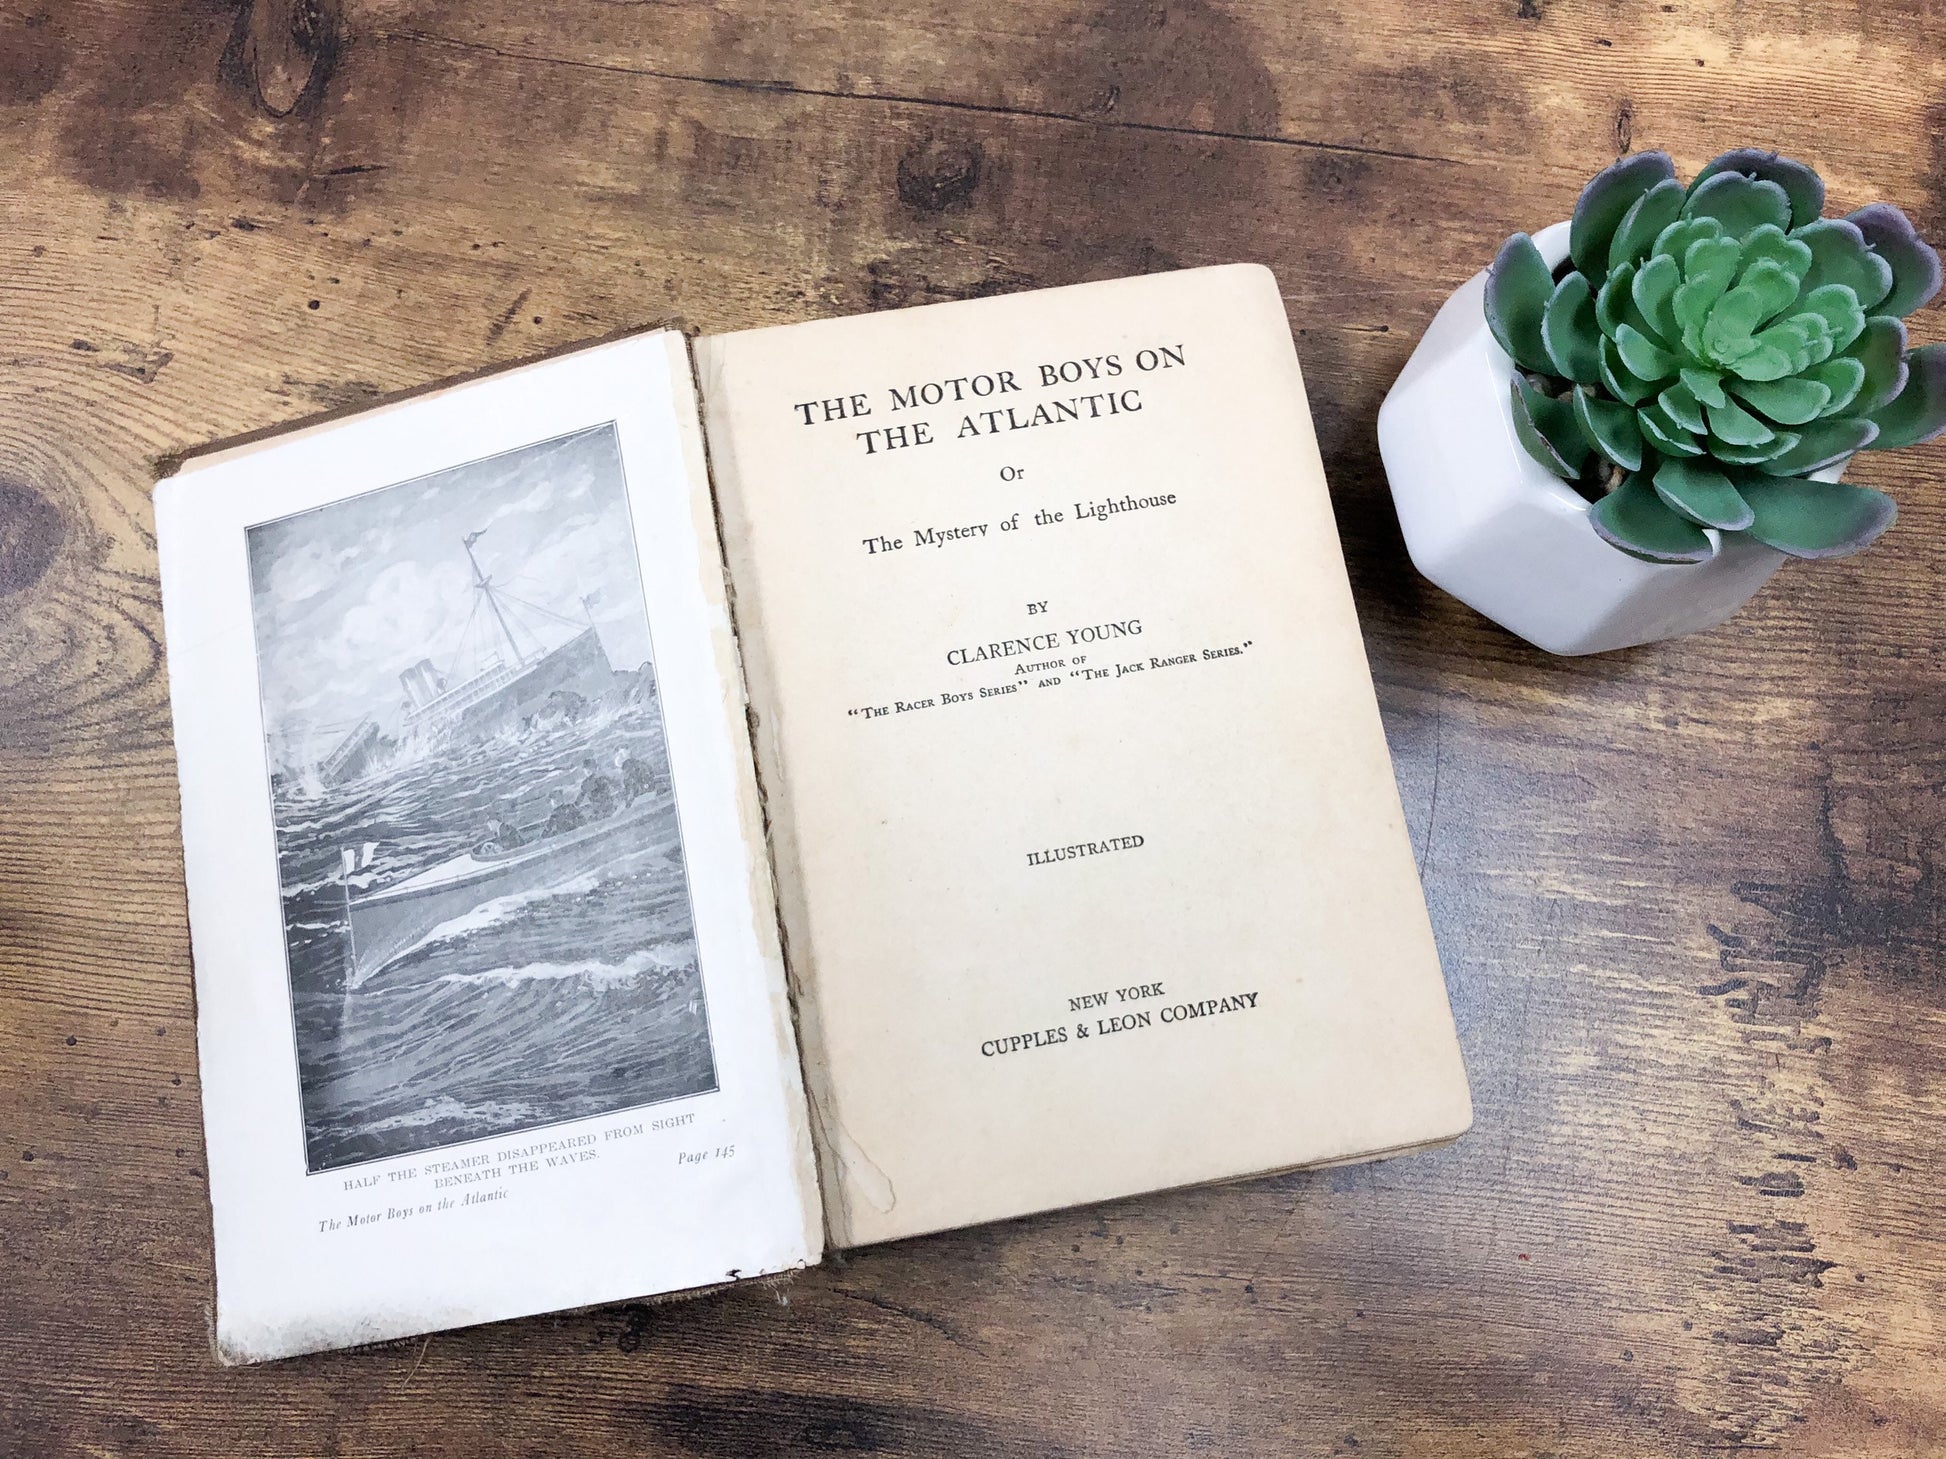 HALF THE STEAMER DISAPPEARED FROM SIGHT
BENEATH THE WAVES.
Page 145
The Motor Boys on the Atlantic
THE MOTOR BOYS ON
THE ATLANTIC
Or
The Mystery of the Lighthouse
BY
CLARENCE YOUNG
AUTHOR OF
“THE RACER BOYS SERIES” AND “THE JACK RANGER SERIES.”
ILLUSTRATED
NEW YORK
CUPPLES & LEON COMPANY